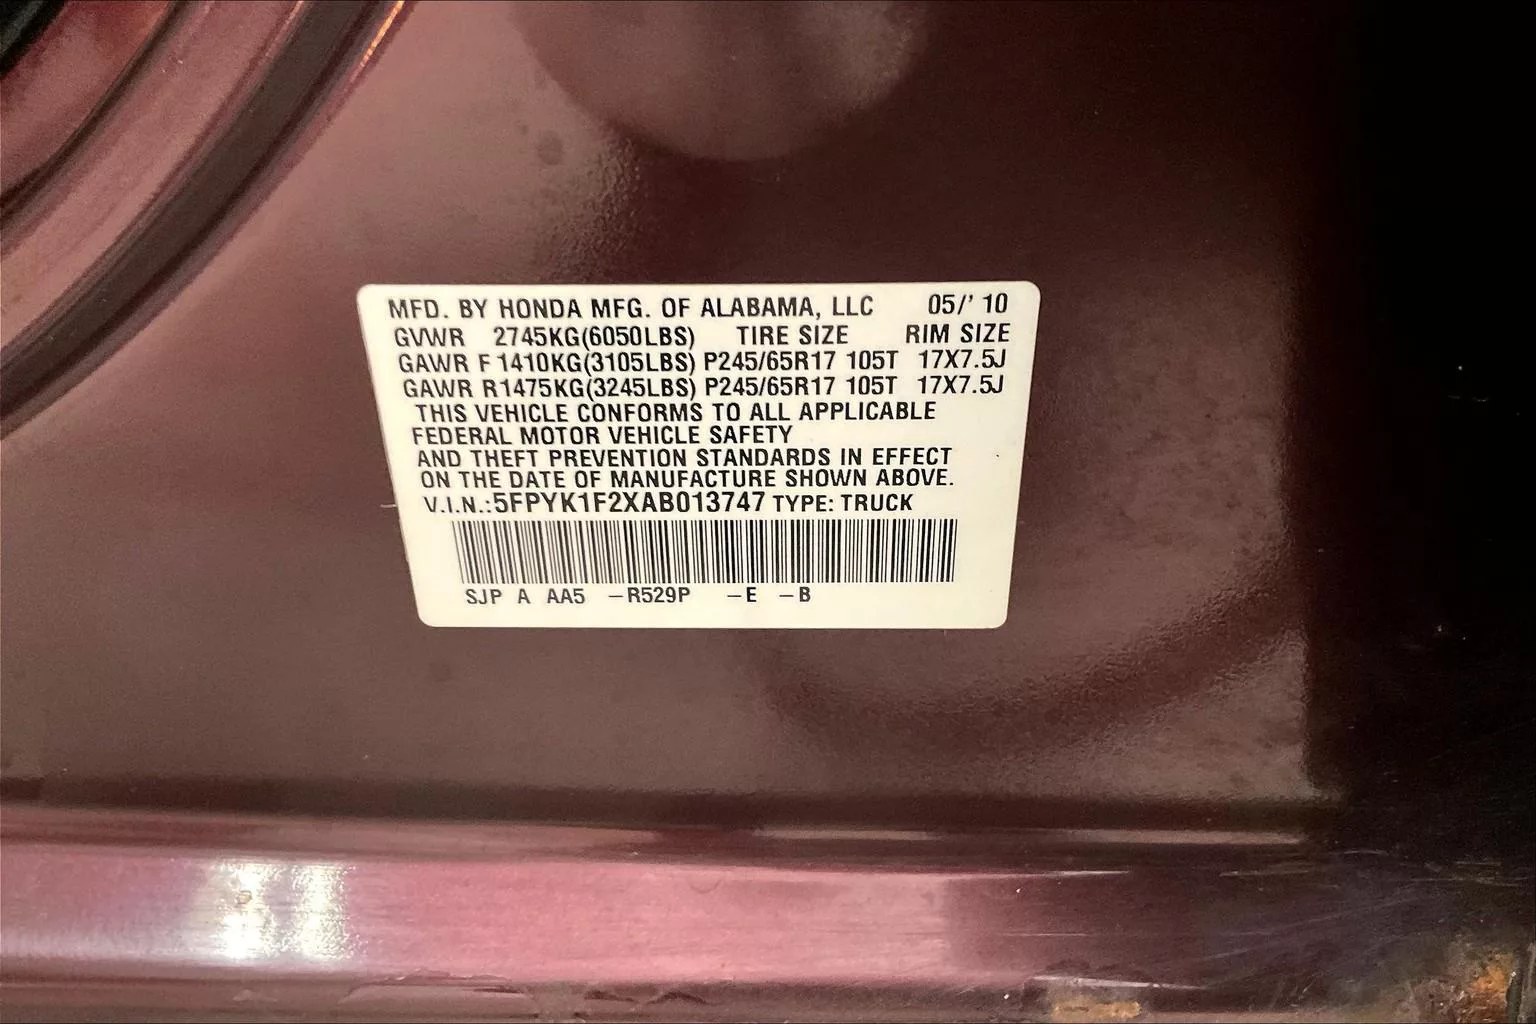 MFD. BY HONDA MFG. OF ALABAMA, LLC 05/' 10
GVWR 2745KG(6050LBS) TIRE SIZE RIM SIZE
GAWR F 1410KG(3105LBS) P245/65R17 105T 17X7.5J
GAWR R1475KG(3245LBS) P245/65R17 105T 17X7.5J
THIS VEHICLE CONFORMS TO ALL APPLICABLE
FEDERAL MOTOR VEHICLE SAFETY
AND THEFT PREVENTION STANDARDS IN EFFECT
ON THE DATE OF MANUFACTURE SHOWN ABOVE.
V.I.N.:5FPYK1F2XAB013747 TYPE: TRUCK
SJP A AA5 –R529P –E –B